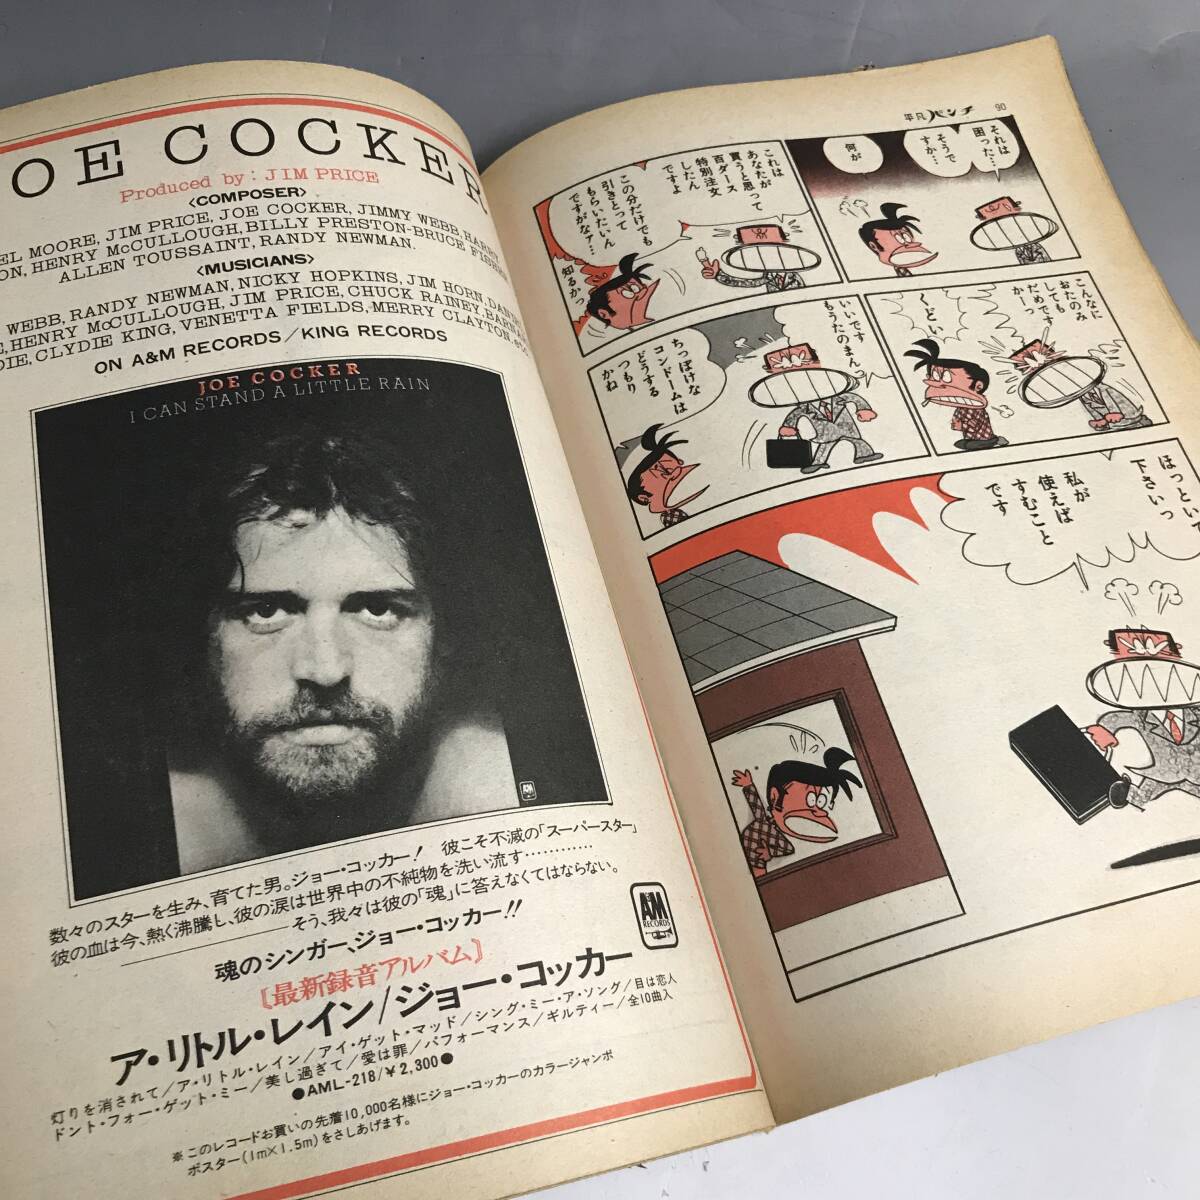 OE COCKER
Produced by: JIM PRICE
<COMPOSER>
EL MOORE, JIM PRICE, JOE COCKER, JIMMY WEBB, HARRY
ON, HENRY McCULLOUGH, BILLY PRESTON-BRUCE FISHER
ALLEN TOUSSAINT, RANDY NEWMAN.
<MUSICIANS>
WEBB, RANDY NEWMAN, NICKY HOPKINS, JIM HORN,
E, HENRY McCULLOUGH, JIM PRICE, CHUCK RAINEY,
DIE, CLYDIE KING, VENETTA FIELDS, MERRY CLAYTON. etc
ON A&M RECORDS/KING RECORDS
JOE COCKER
I CAN STAND A LITTLE RAIN
A&M
数々のスターを生み、育てた男。ジョー・コッカー! 彼こそ不滅の「スーパースター」
彼の血は今、熱く沸騰し、彼の涙は世界中の不純物を洗い流す…………
そう、我々は彼の「魂」に答えなくてはならない。
魂のシンガー、ジョー・コッカー!!
A&M
RECORDS
〘最新録音アルバム〙
ア・リトル・レイン/ジョー・コッカー
灯りを消されて/ア・リトル・レイン/アイ・ゲット・マッド/シング・ミー・ア・ソング/目は恋人
ドント・フォー・ゲット・ミー/美し過ぎて/愛は罪/パフォーマンス/ギルティー/全10曲入
●AML-218/¥2,300●
※このレコードお買いの先着10,000名様にジョー・コッカーのカラージャンボ
ポスター(1m×1.5m)をさしあげます。
平凡パンチ
90
それは
困った…
そうで
すか…
何が
これは
あなたが
買うと思って
百ダース
特別注文
したん
ですよ
この分だけでも
引きとって
もらいたいん
ですがなァ…
知るかっ
こんなに
おたのみ
しても
だめですっ
かーっ
くどい
いいです
もうたのまんっ
ちっぽけな
コンドームは
どうする
つもり
かね
ほっといて
下さいっ
私が
使えば
すむこと
です